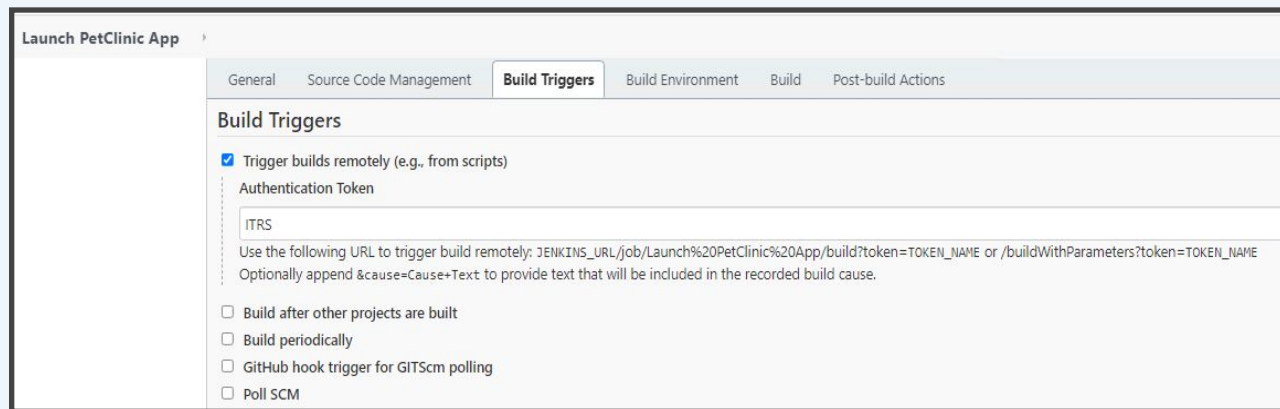 Launch PetClinic App
General Source Code Management Build Triggers Build Environment Build Post-build Actions
Build Triggers
Trigger builds remotely (e.g., from scripts)
Authentication Token
ITRS
Use the following URL to trigger build remotely: JENKINS_URL/job/Launch%20PetClinic%20App/build?token=TOKEN_NAME or /buildWithParameters?token=TOKEN_NAME
Optionally append &cause=Cause+Text to provide text that will be included in the recorded build cause.
Build after other projects are built
Build periodically
GitHub hook trigger for GITScm polling
Poll SCM